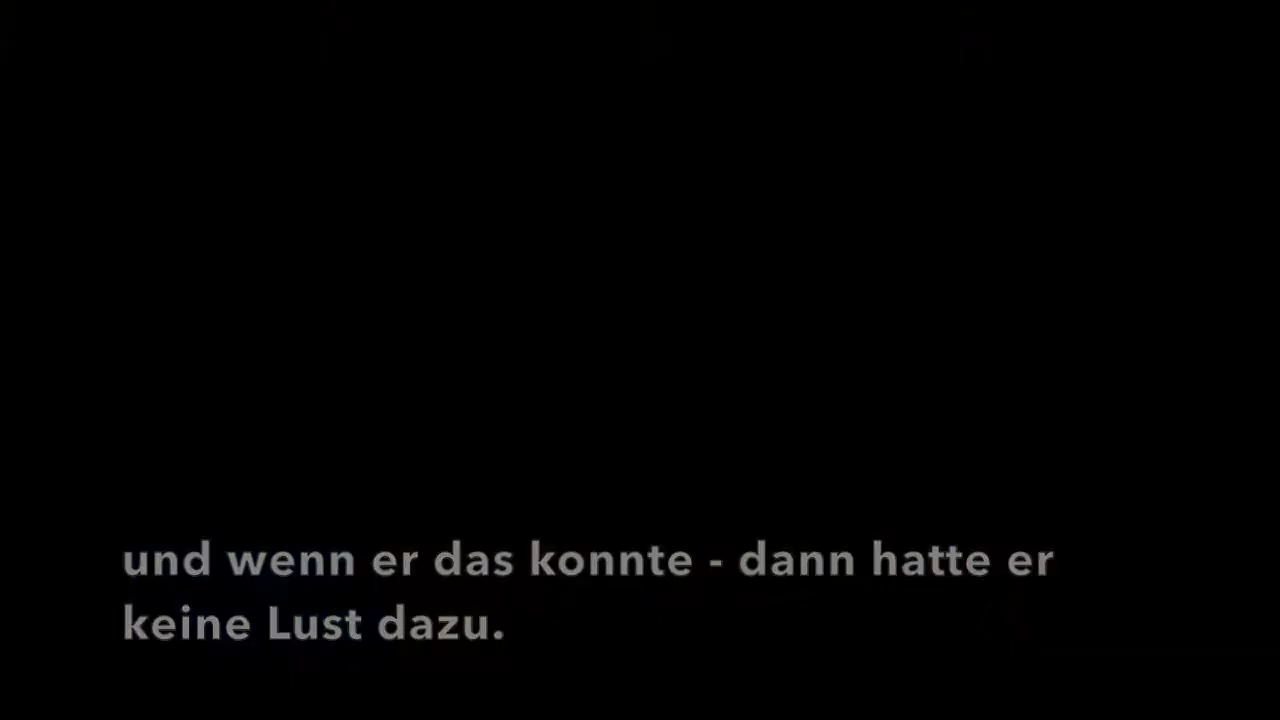 und wenn er das konnte - dann hatte er
keine Lust dazu.